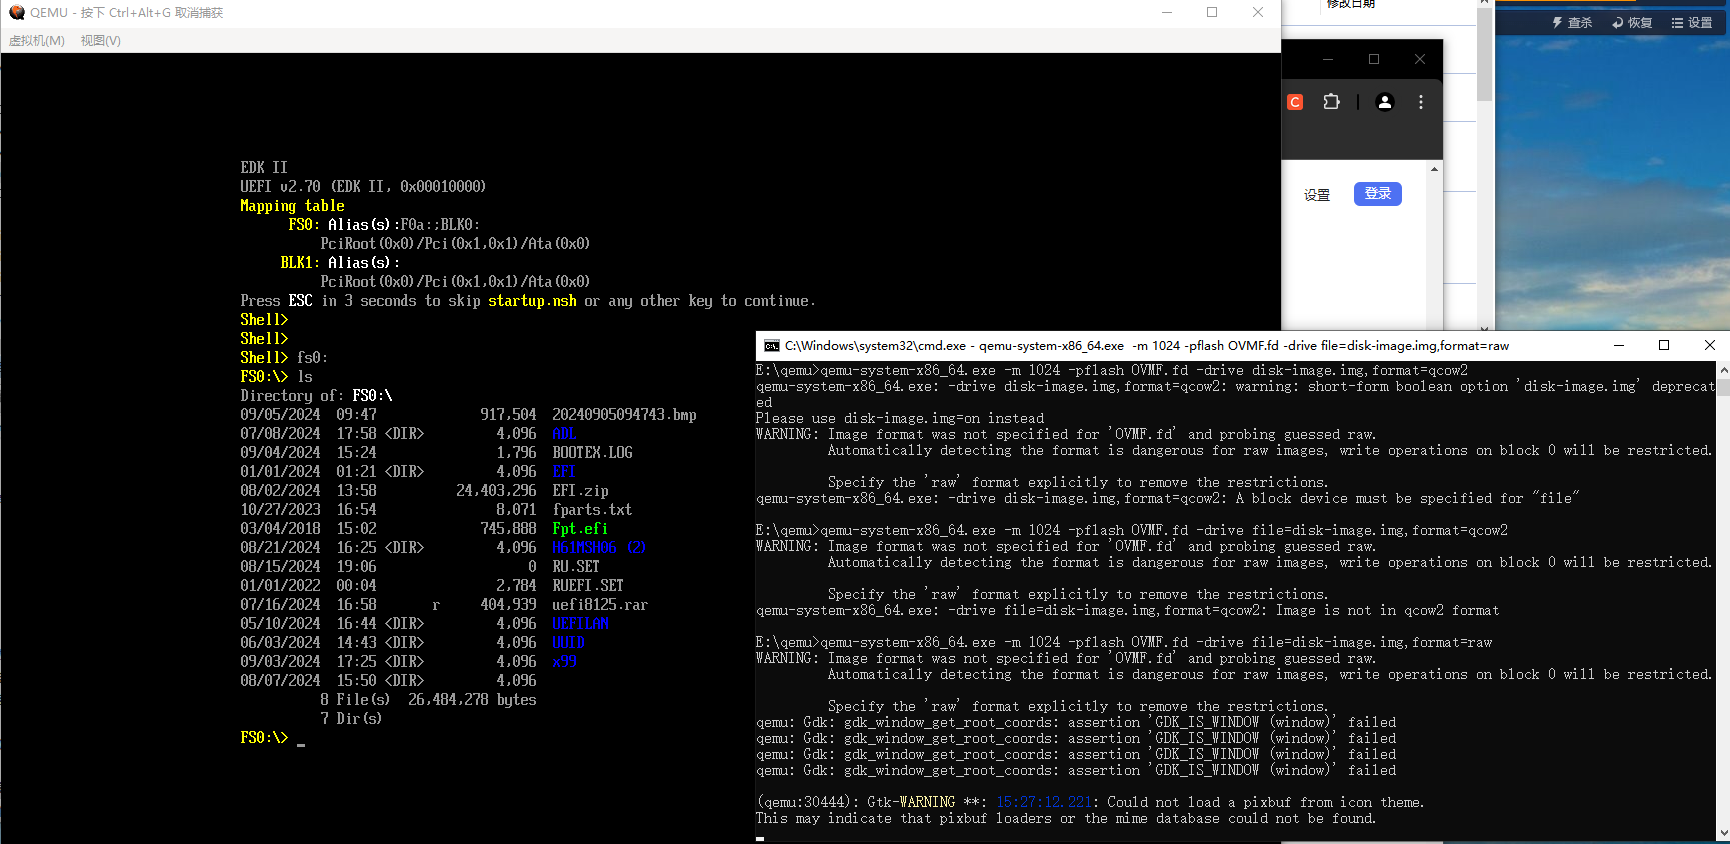 QEMU - 按下 Ctrl+Alt+G 取消捕获
虚拟机(M) 视图(V)
修改日期
查杀 恢复 设置
C
设置 登录
EDK II
UEFI v2.70 (EDK II, 0x00010000)
Mapping table
FS0: Alias(s):F0a:;BLK0:
PciRoot(0x0)/Pci(0x1,0x1)/Ata(0x0)
BLK1: Alias(s):
PciRoot(0x0)/Pci(0x1,0x1)/Ata(0x0)
Press ESC in 3 seconds to skip startup.nsh or any other key to continue.
Shell>
Shell>
Shell> fs0:
FS0:\> ls
Directory of: FS0:\
09/05/2024 09:47 917,504 20240905094743.bmp
07/08/2024 17:58 <DIR> 4,096 ADL
09/04/2024 15:24 1,796 BOOTEX.LOG
01/01/2024 01:21 <DIR> 4,096 EFI
08/02/2024 13:58 24,403,296 EFI.zip
10/27/2023 16:54 8,071 fparts.txt
03/04/2018 15:02 745,888 Fpt.efi
08/21/2024 16:25 <DIR> 4,096 H61MSH06 (2)
08/15/2024 19:06 0 RU.SET
01/01/2022 00:04 2,784 RUEFI.SET
07/16/2024 16:58 r 404,939 uefi8125.rar
05/10/2024 16:44 <DIR> 4,096 UEFILAN
06/03/2024 14:43 <DIR> 4,096 UUID
09/03/2024 17:25 <DIR> 4,096 x99
08/07/2024 15:50 <DIR> 4,096
8 File(s) 26,484,278 bytes
7 Dir(s)
FS0:\> _
C:\Windows\system32\cmd.exe - qemu-system-x86_64.exe -m 1024 -pflash OVMF.fd -drive file=disk-image.img,format=raw
E:\qemu>qemu-system-x86_64.exe -m 1024 -pflash OVMF.fd -drive disk-image.img,format=qcow2
qemu-system-x86_64.exe: -drive disk-image.img,format=qcow2: warning: short-form boolean option 'disk-image.img' deprecat
ed
Please use disk-image.img=on instead
WARNING: Image format was not specified for 'OVMF.fd' and probing guessed raw.
Automatically detecting the format is dangerous for raw images, write operations on block 0 will be restricted.
Specify the 'raw' format explicitly to remove the restrictions.
qemu-system-x86_64.exe: -drive disk-image.img,format=qcow2: A block device must be specified for "file"
E:\qemu>qemu-system-x86_64.exe -m 1024 -pflash OVMF.fd -drive file=disk-image.img,format=qcow2
WARNING: Image format was not specified for 'OVMF.fd' and probing guessed raw.
Automatically detecting the format is dangerous for raw images, write operations on block 0 will be restricted.
Specify the 'raw' format explicitly to remove the restrictions.
qemu-system-x86_64.exe: -drive file=disk-image.img,format=qcow2: Image is not in qcow2 format
E:\qemu>qemu-system-x86_64.exe -m 1024 -pflash OVMF.fd -drive file=disk-image.img,format=raw
WARNING: Image format was not specified for 'OVMF.fd' and probing guessed raw.
Automatically detecting the format is dangerous for raw images, write operations on block 0 will be restricted.
Specify the 'raw' format explicitly to remove the restrictions.
qemu: Gdk: gdk_window_get_root_coords: assertion 'GDK_IS_WINDOW (window)' failed
qemu: Gdk: gdk_window_get_root_coords: assertion 'GDK_IS_WINDOW (window)' failed
qemu: Gdk: gdk_window_get_root_coords: assertion 'GDK_IS_WINDOW (window)' failed
qemu: Gdk: gdk_window_get_root_coords: assertion 'GDK_IS_WINDOW (window)' failed
(qemu:30444): Gtk-WARNING **: 15:27:12.221: Could not load a pixbuf from icon theme.
This may indicate that pixbuf loaders or the mime database could not be found.